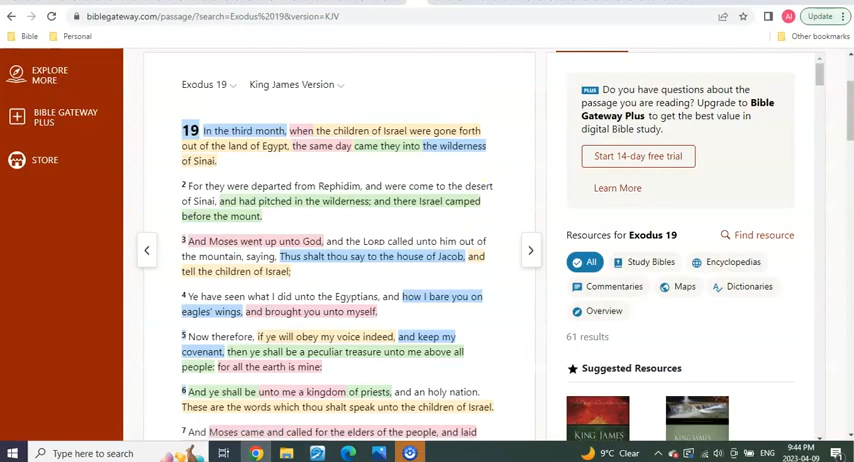 biblegateway.com/passage/?search=Exodus%2019&version=KJV
AI
Update
Bible
Personal
Other bookmarks
EXPLORE
MORE
BIBLE GATEWAY
PLUS
STORE
Exodus 19
King James Version
19 In the third month, when the children of Israel were gone forth
out of the land of Egypt, the same day came they into the wilderness
of Sinai.
2 For they were departed from Rephidim, and were come to the desert
of Sinai, and had pitched in the wilderness; and there Israel camped
before the mount.
3 And Moses went up unto God, and the LORD called unto him out of
the mountain, saying, Thus shalt thou say to the house of Jacob, and
tell the children of Israel;
4 Ye have seen what I did unto the Egyptians, and how I bare you on
eagles' wings, and brought you unto myself.
5 Now therefore, if ye will obey my voice indeed, and keep my
covenant, then ye shall be a peculiar treasure unto me above all
people: for all the earth is mine:
6 And ye shall be unto me a kingdom of priests, and an holy nation.
These are the words which thou shalt speak unto the children of Israel.
7 And Moses came and called for the elders of the people, and laid
PLUS Do you have questions about the
passage you are reading? Upgrade to Bible
Gateway Plus to get the best value in
digital Bible study.
Start 14-day free trial
Learn More
Resources for Exodus 19
Find resource
All
Study Bibles
Encyclopedias
Commentaries
Maps
Dictionaries
Overview
61 results
Suggested Resources
KING JAMES
KING JAMES
Type here to search
9°C Clear
ENG
9:44 PM
2023-04-09